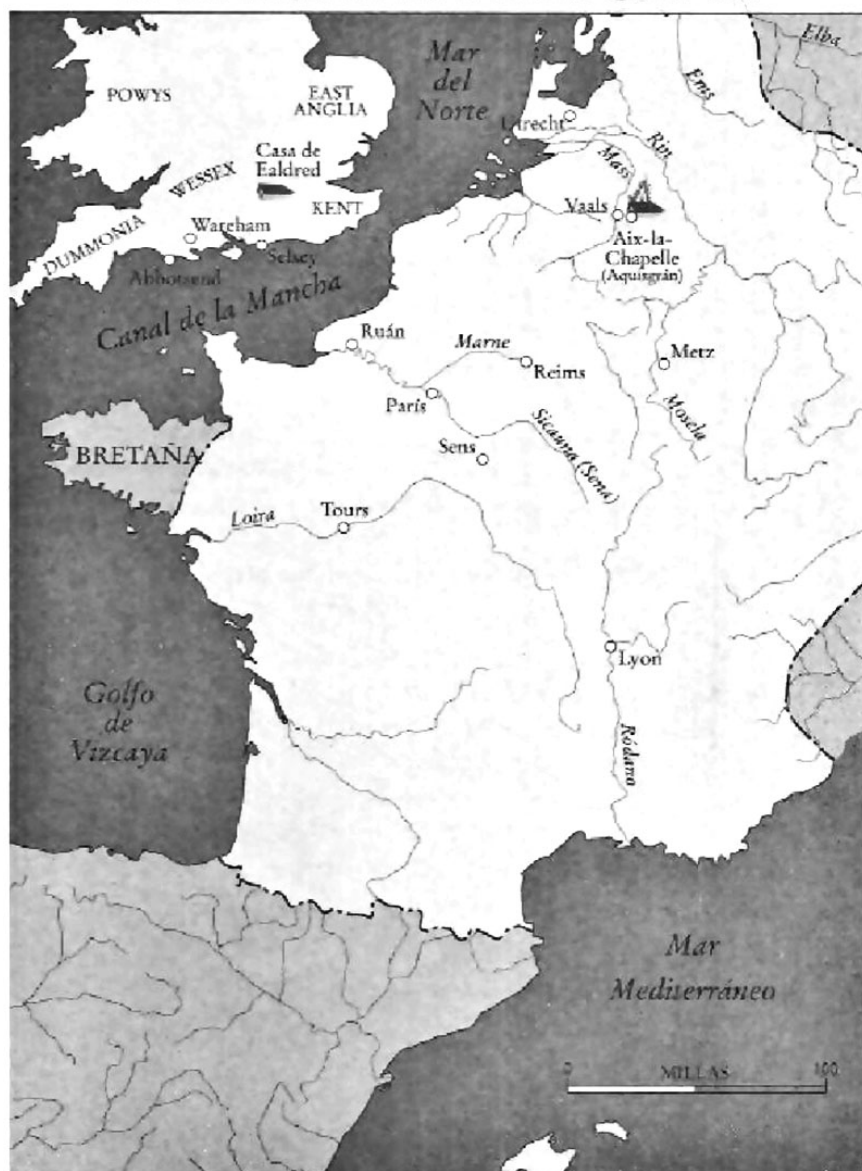 Mar
del
Norte
Elba
Ems
POWYS
EAST
ANGLIA
Utrecht
Rin
Mass
Casa de
Ealdred
WESSEX
KENT
Vaals
Aix-la-
Chapelle
(Aquisgrán)
Wareham
DUMMONIA
Selsey
Abbotsend
Canal de la Mancha
Ruán
Marne
Reims
Metz
París
Mosela
Sicauna (Sena)
Sens
BRETAÑA
Loira
Tours
Lyon
Golfo
de
Vizcaya
Ródano
Mar
Mediterráneo
0 MILLAS 100